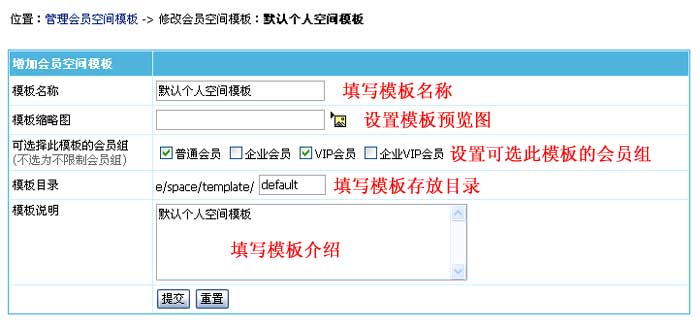 位置：管理会员空间模板 -> 修改会员空间模板：默认个人空间模板
增加会员空间模板
模板名称 默认个人空间模板 填写模板名称
模板缩略图 设置模板预览图
可选择此模板的会员组
(不选为不限制会员组) 普通会员 企业会员 VIP会员 企业VIP会员 设置可选此模板的会员组
模板目录 e/space/template/ default 填写模板存放目录
模板说明 默认个人空间模板
填写模板介绍
提交 重置